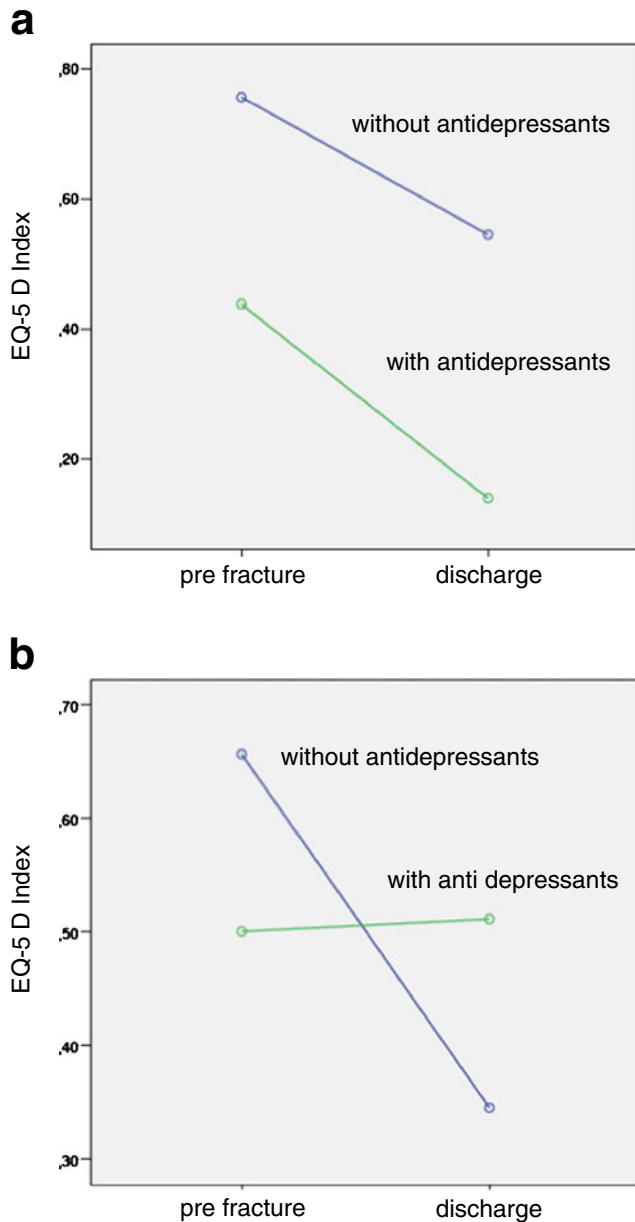 a
,80
without antidepressants
,60
EQ-5 D Index
,40
with antidepressants
,20
pre fracture discharge
b
,70
without antidepressants
,60
with anti depressants
EQ-5 D Index
,50
,40
,30
pre fracture discharge